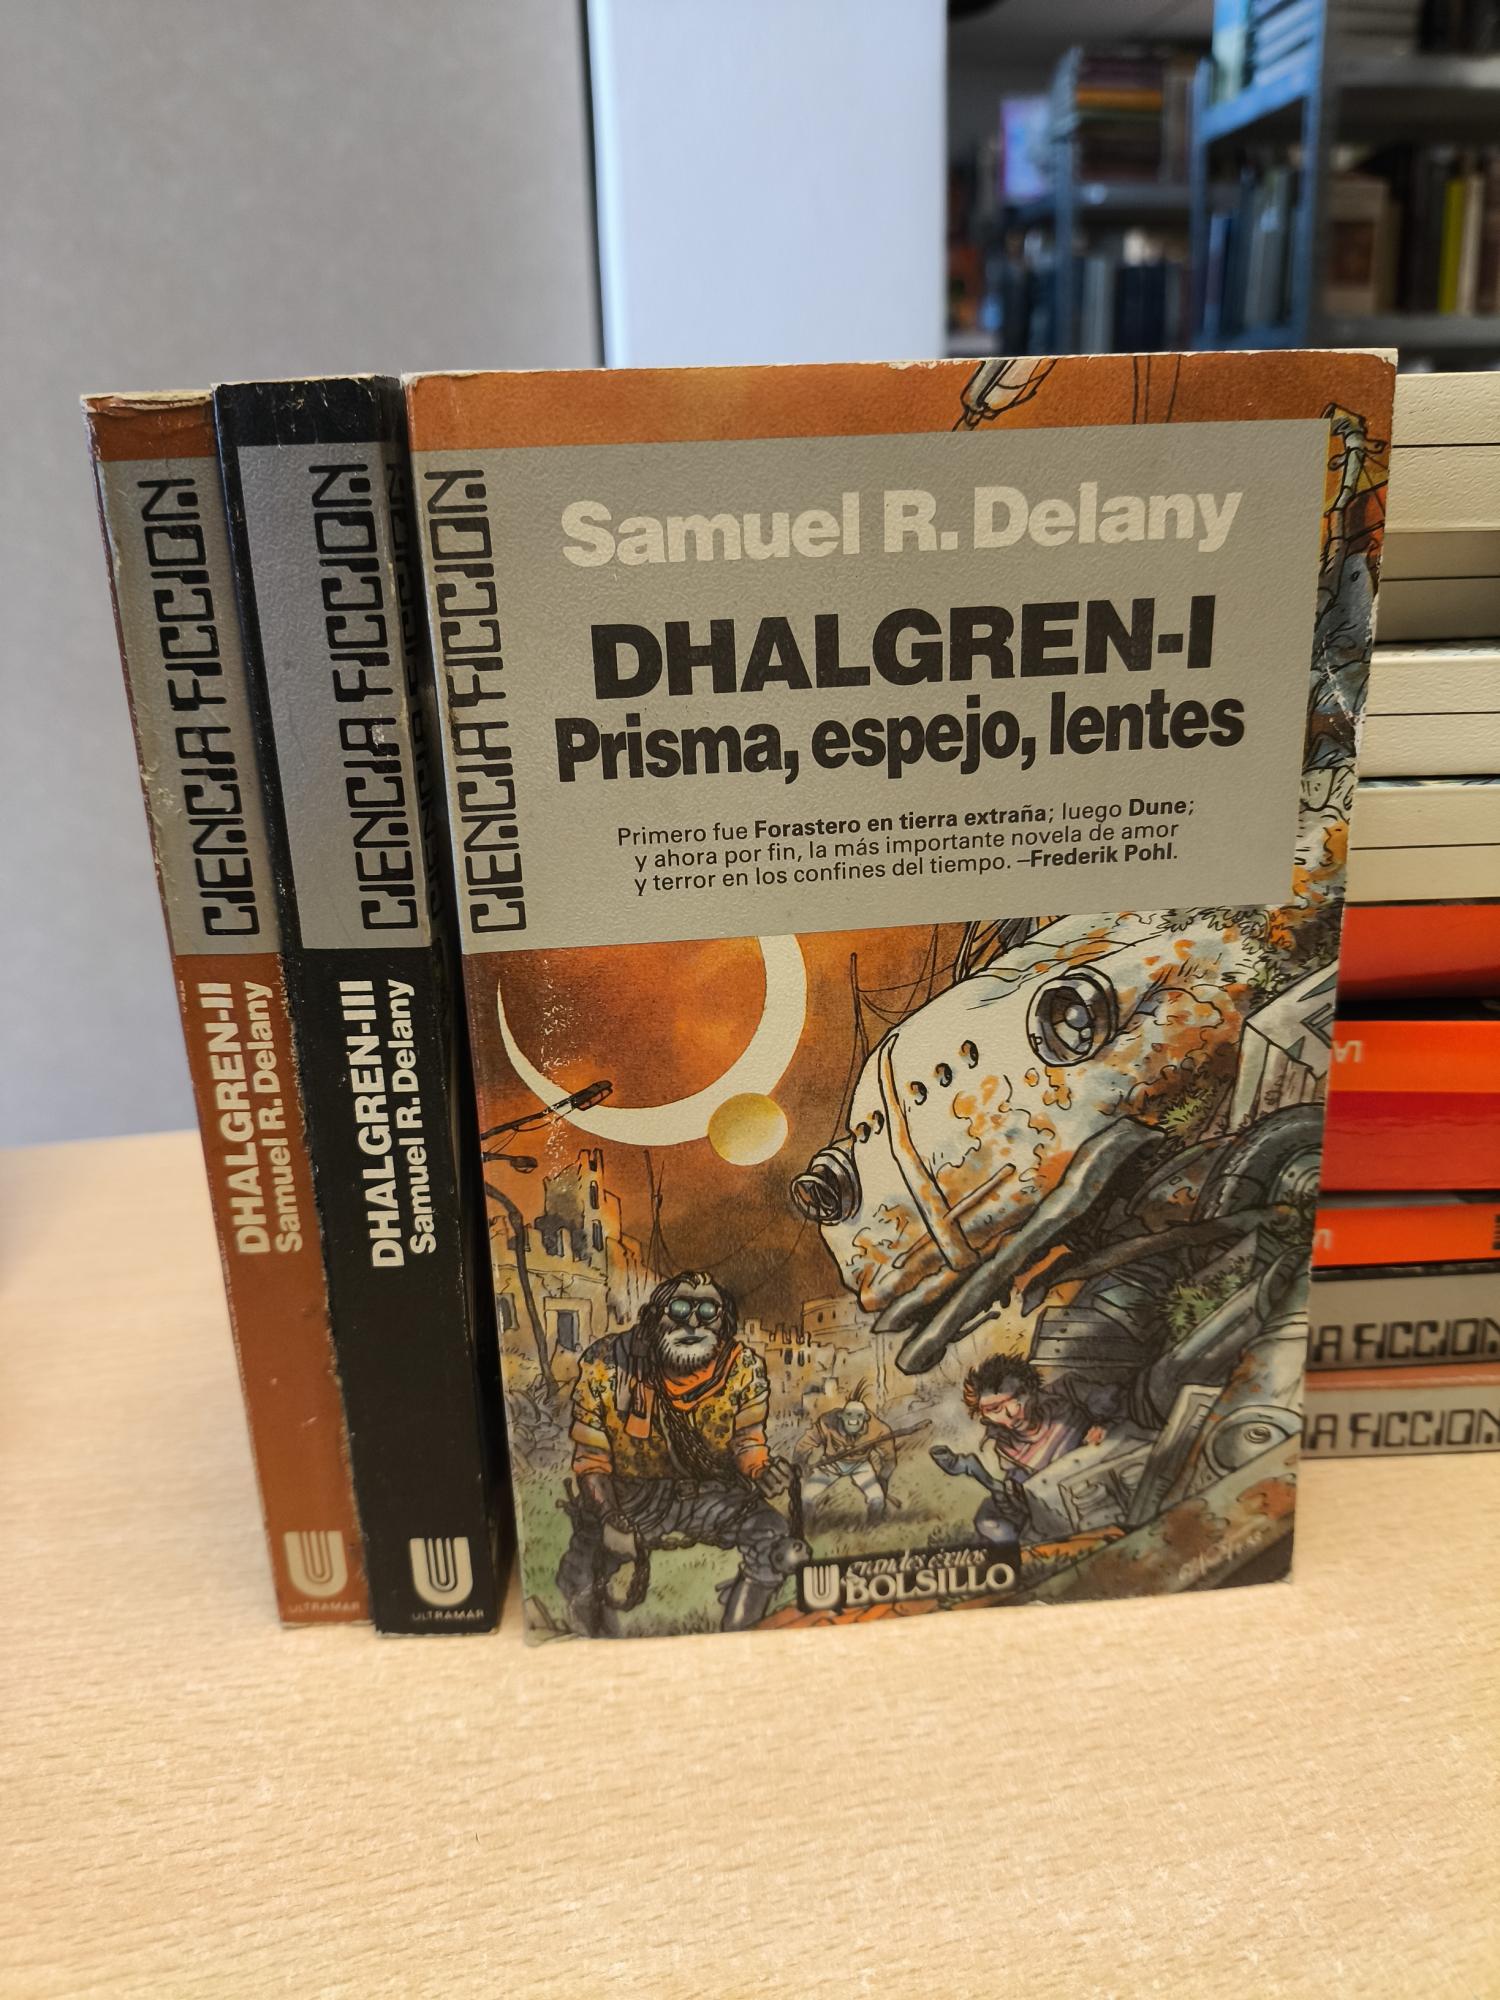 CIENCIA FICCION
DHALGREN-II
Samuel R. Delany
ULTRAMAR
CIENCIA FICCION
DHALGREN-III
Samuel R. Delany
ULTRAMAR
CIENCIA FICCION
Samuel R. Delany
DHALGREN-I
Prisma, espejo, lentes
Primero fue Forastero en tierra extraña; luego Dune;
y ahora por fin, la más importante novela de amor
y terror en los confines del tiempo. –Frederik Pohl.
grandes éxitos
BOLSILLO
LA
FICCION
FICCION